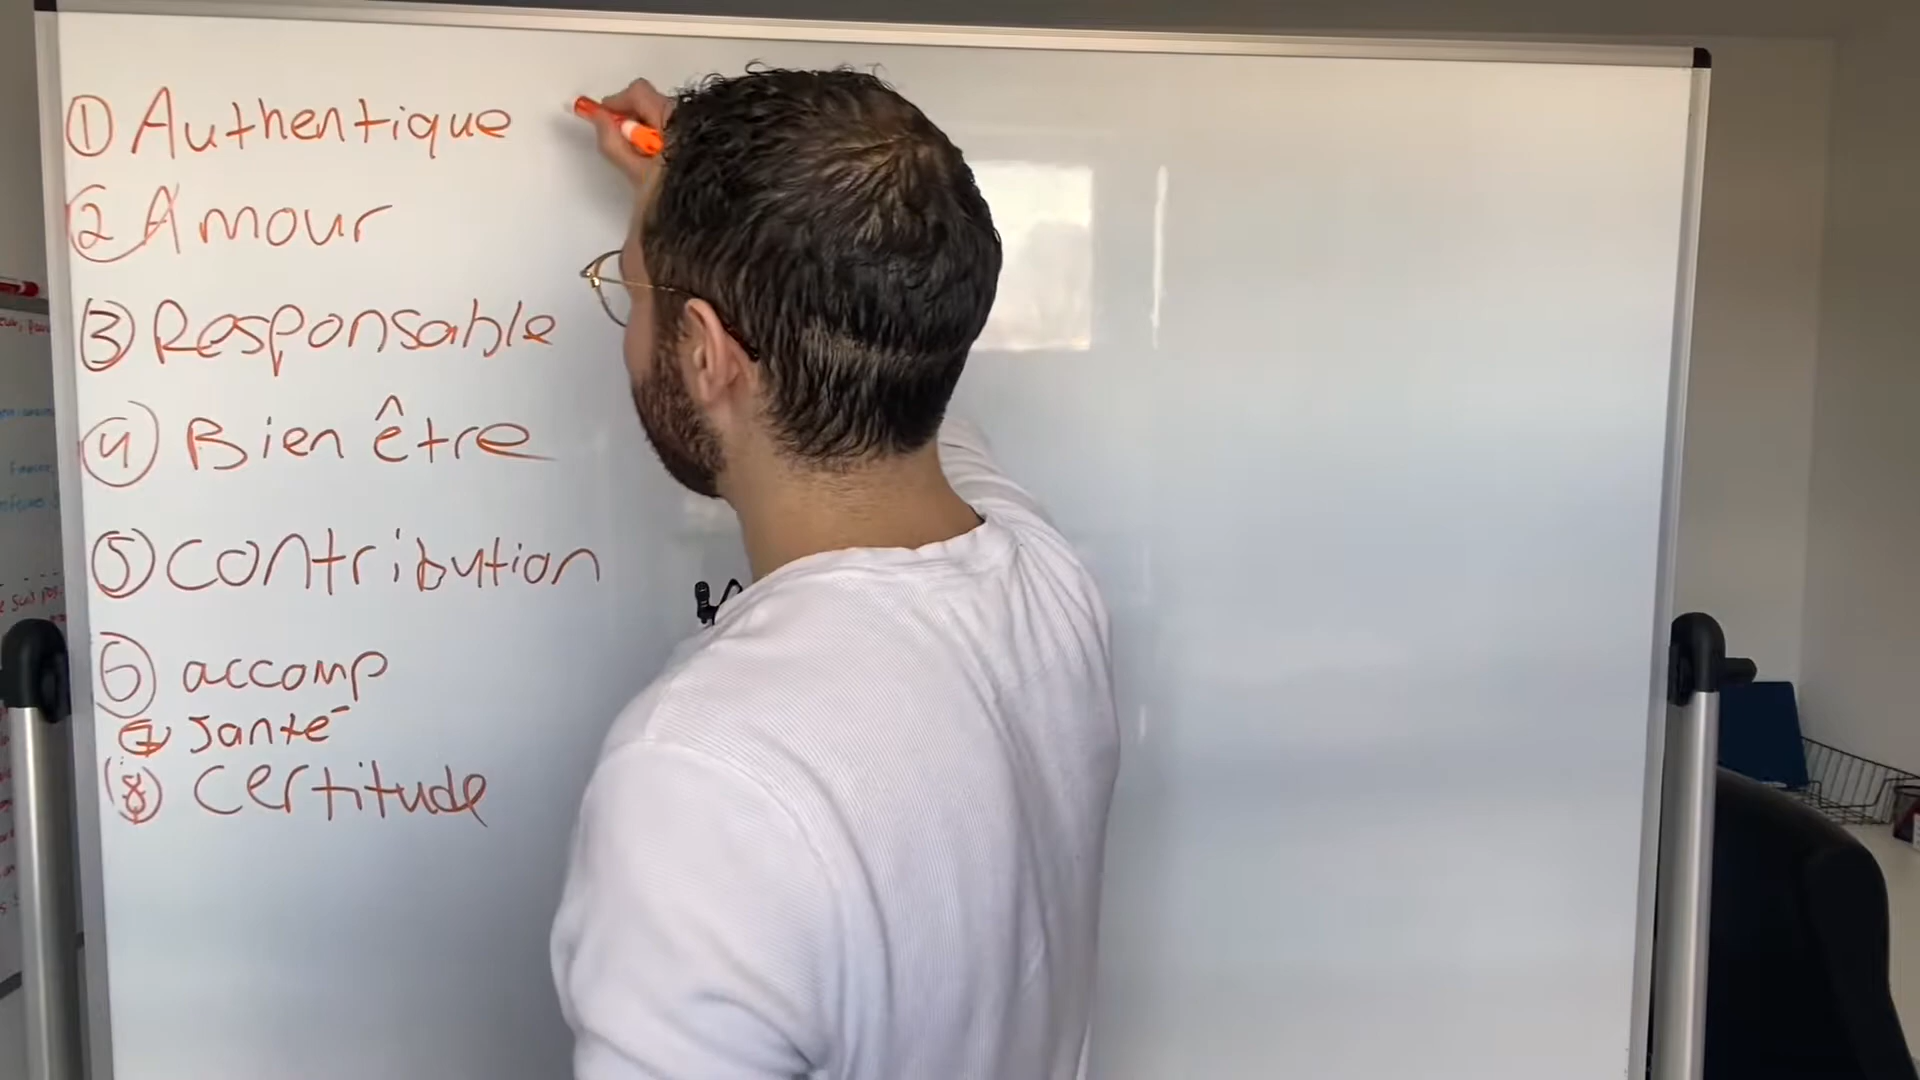 ① Authentique
② Amour
③ Responsable
④ Bien être
⑤ contribution
⑥ accomp
⑦ santé
⑧ certitude